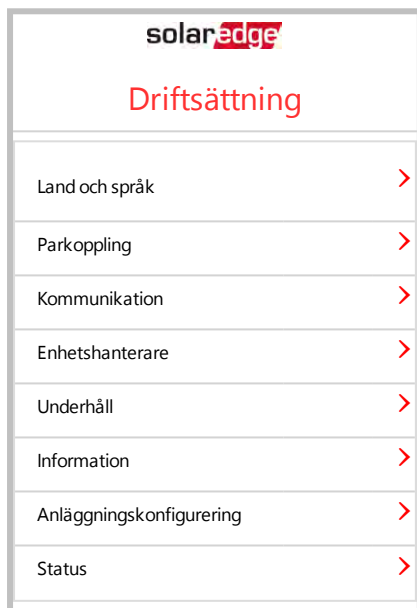 solaredge
Driftsättning
Land och språk
Parkoppling
Kommunikation
Enhetshanterare
Underhåll
Information
Anläggningskonfigurering
Status